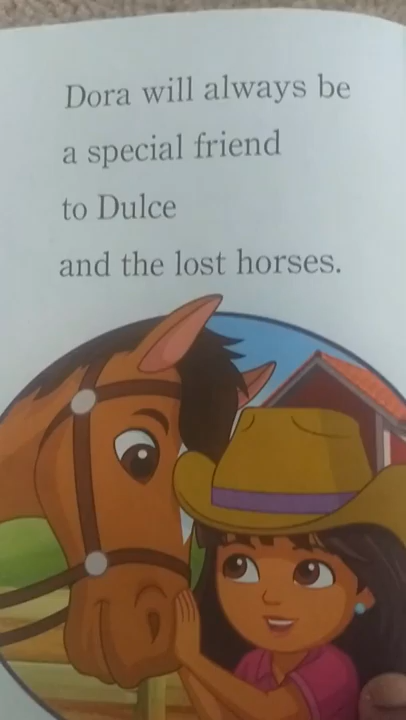 Dora will always be
a special friend
to Dulce
and the lost horses.